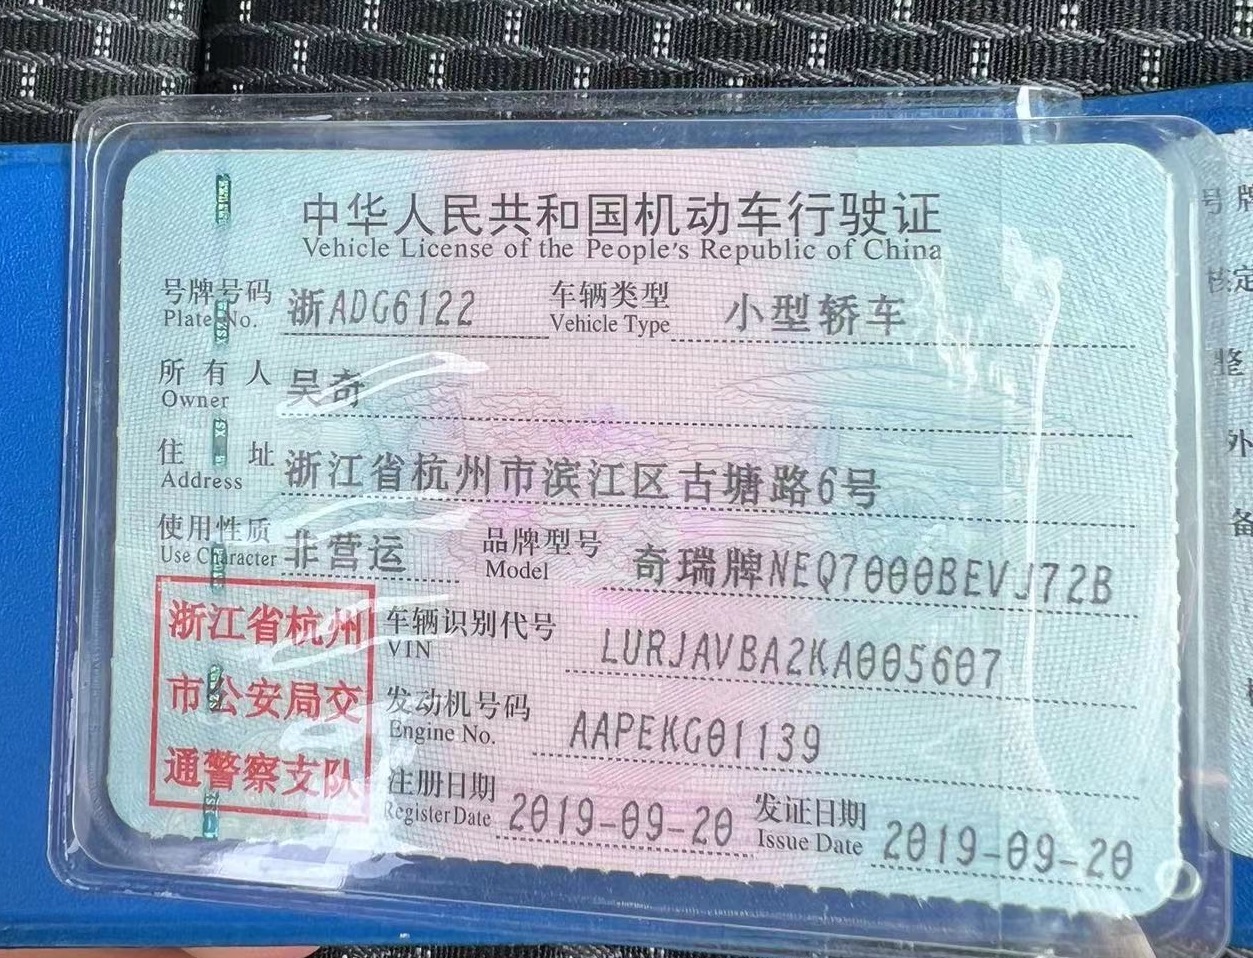 中华人民共和国机动车行驶证
Vehicle License of the People's Republic of China
号牌号码 浙ADG6122 车辆类型 小型轿车
Plate No. Vehicle Type
所有人 吴奇
Owner
住址 浙江省杭州市滨江区古塘路6号
Address
使用性质 非营运 品牌型号 奇瑞牌NEQ7000BEVJ72B
Use Character Model
浙江省杭州
市公安局交
通警察支队
车辆识别代号 LURJAVBA2KA005607
VIN
发动机号码 AAPEKG01139
Engine No.
注册日期 2019-09-20 发证日期 2019-09-20
Register Date Issue Date
号牌
核定
整
外
备